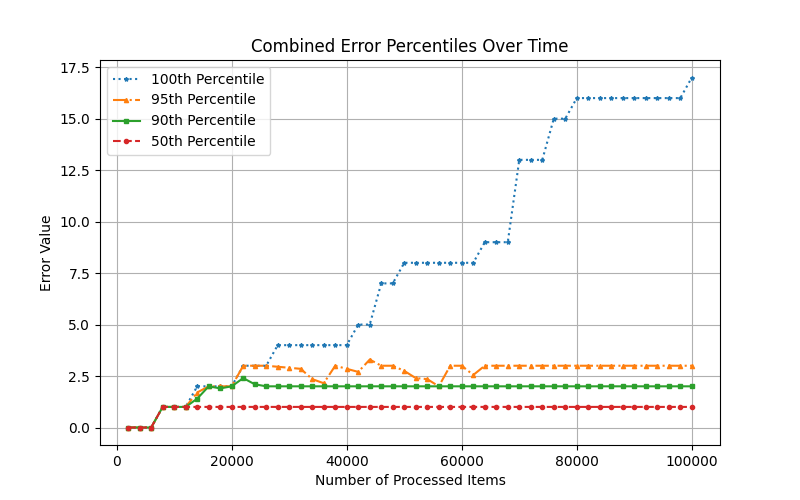 Combined Error Percentiles Over Time
17.5
15.0
12.5
10.0
7.5
5.0
2.5
0.0
Error Value
100th Percentile
95th Percentile
90th Percentile
50th Percentile
0 20000 40000 60000 80000 100000
Number of Processed Items